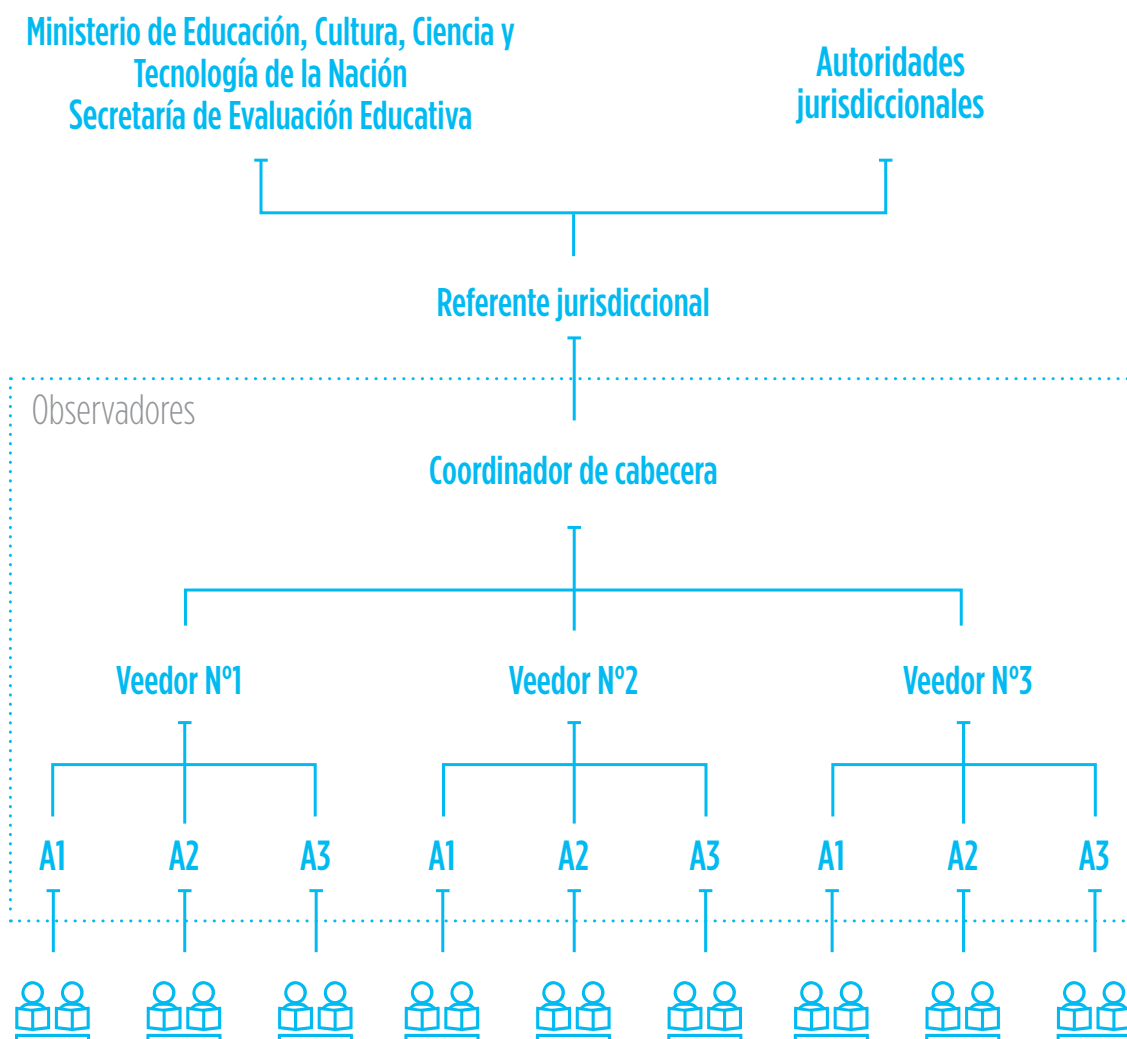 Ministerio de Educación, Cultura, Ciencia y
Tecnología de la Nación
Secretaría de Evaluación Educativa
Autoridades
jurisdiccionales
Referente jurisdiccional
Observadores
Coordinador de cabecera
Veedor Nº1
Veedor Nº2
Veedor Nº3
A1
A2
A3
A1
A2
A3
A1
A2
A3